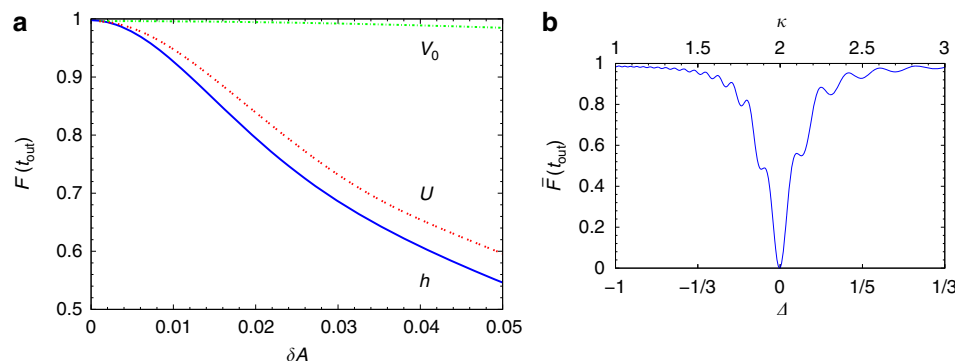 a
1
0.9
0.8
0.7
0.6
0.5
F (t_out)
V_0
U
h
0 0.01 0.02 0.03 0.04 0.05
δA
b
κ
1 1.5 2 2.5 3
1
0.8
0.6
0.4
0.2
0
F̄ (t_out)
−1 −1/3 0 1/5 1/3
Δ